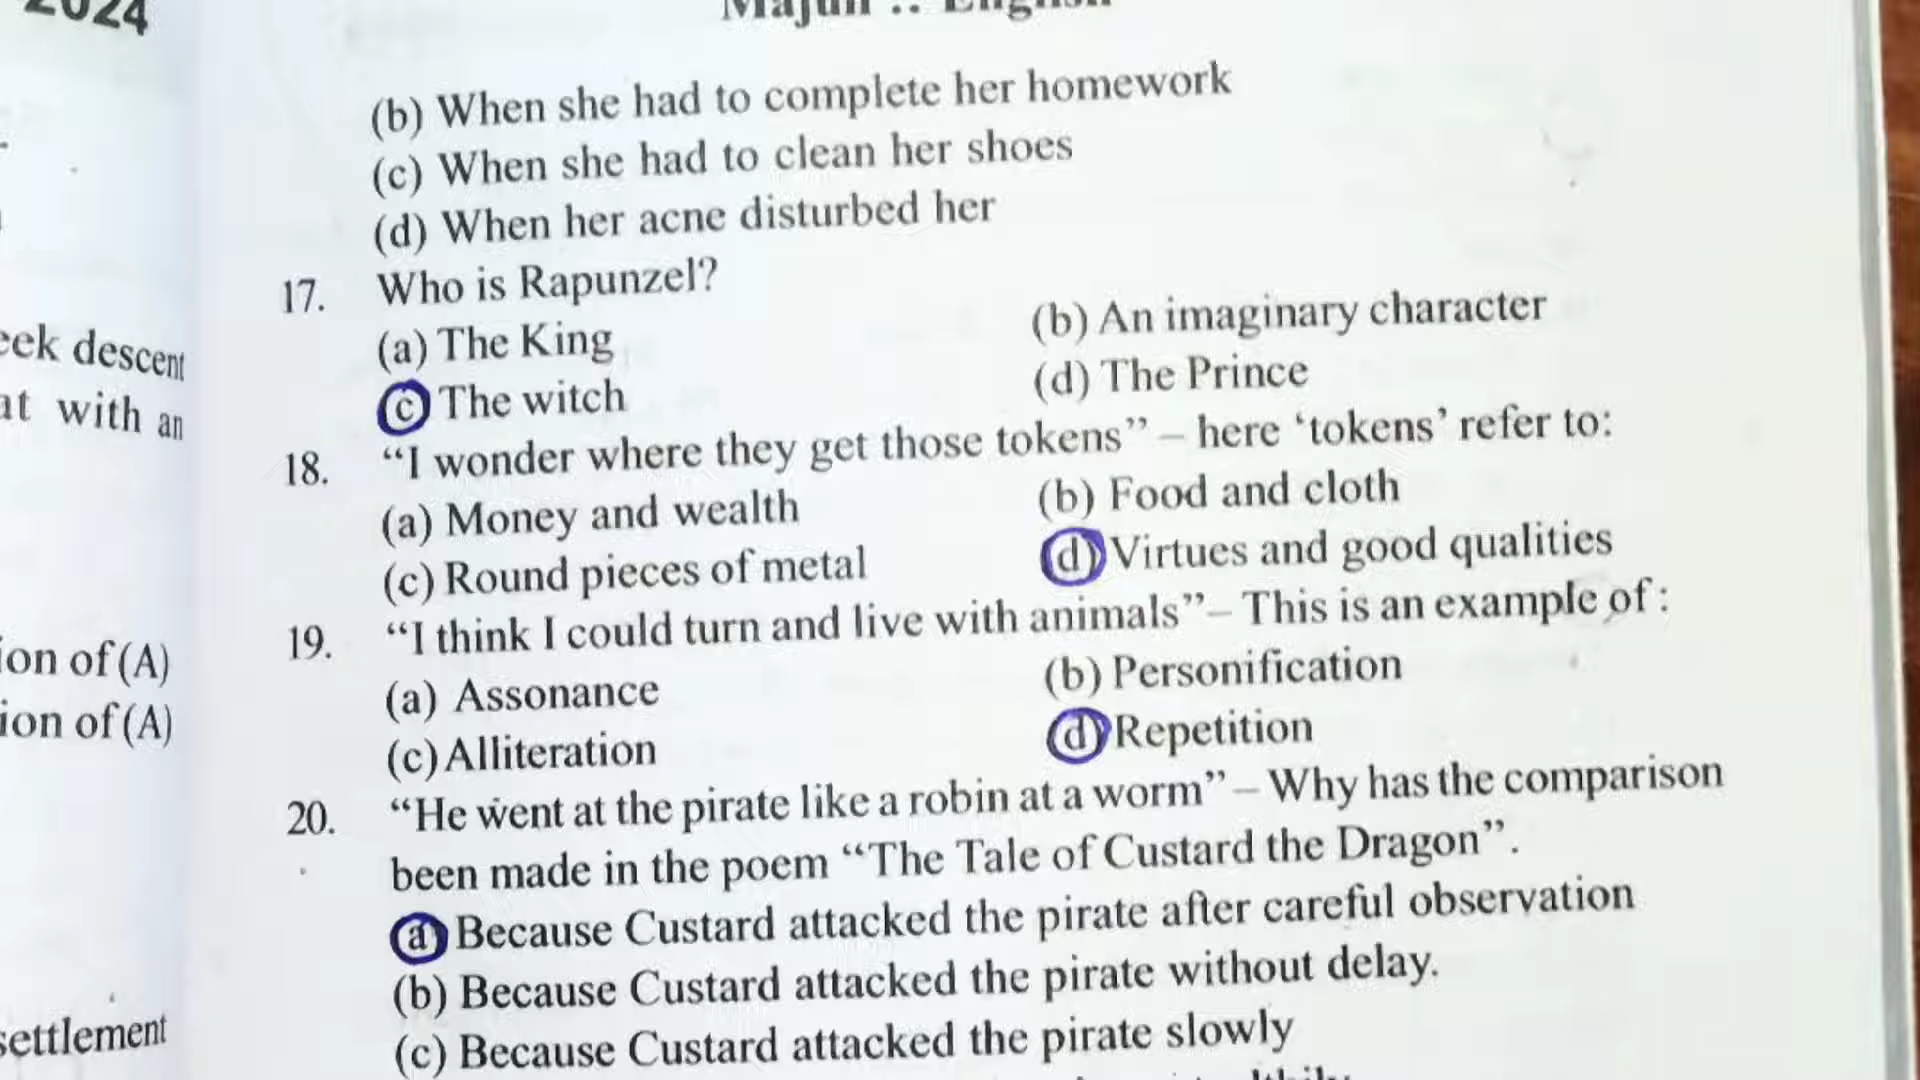 2024
Majuli :: English
(b) When she had to complete her homework
(c) When she had to clean her shoes
(d) When her acne disturbed her
17. Who is Rapunzel?
(a) The King (b) An imaginary character
(c) The witch (d) The Prince
18. “I wonder where they get those tokens” – here ‘tokens’ refer to:
(a) Money and wealth (b) Food and cloth
(c) Round pieces of metal (d) Virtues and good qualities
19. “I think I could turn and live with animals” – This is an example of :
(a) Assonance (b) Personification
(c) Alliteration (d) Repetition
20. “He went at the pirate like a robin at a worm” – Why has the comparison
been made in the poem “The Tale of Custard the Dragon”.
(a) Because Custard attacked the pirate after careful observation
(b) Because Custard attacked the pirate without delay.
(c) Because Custard attacked the pirate slowly
descent
with an
of (A)
of (A)
settlement